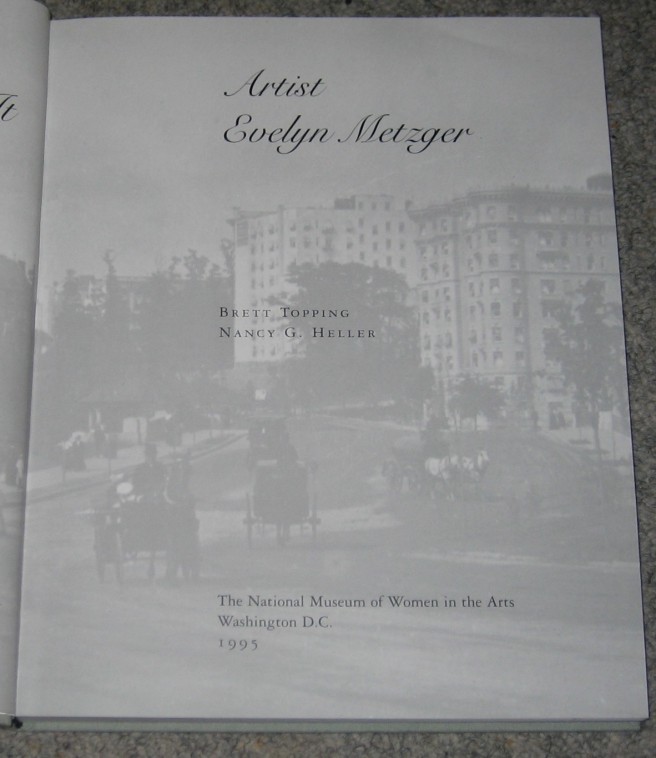 Artist
Evelyn Metzger
BRETT TOPPING
NANCY G. HELLER
The National Museum of Women in the Arts
Washington D.C.
1995